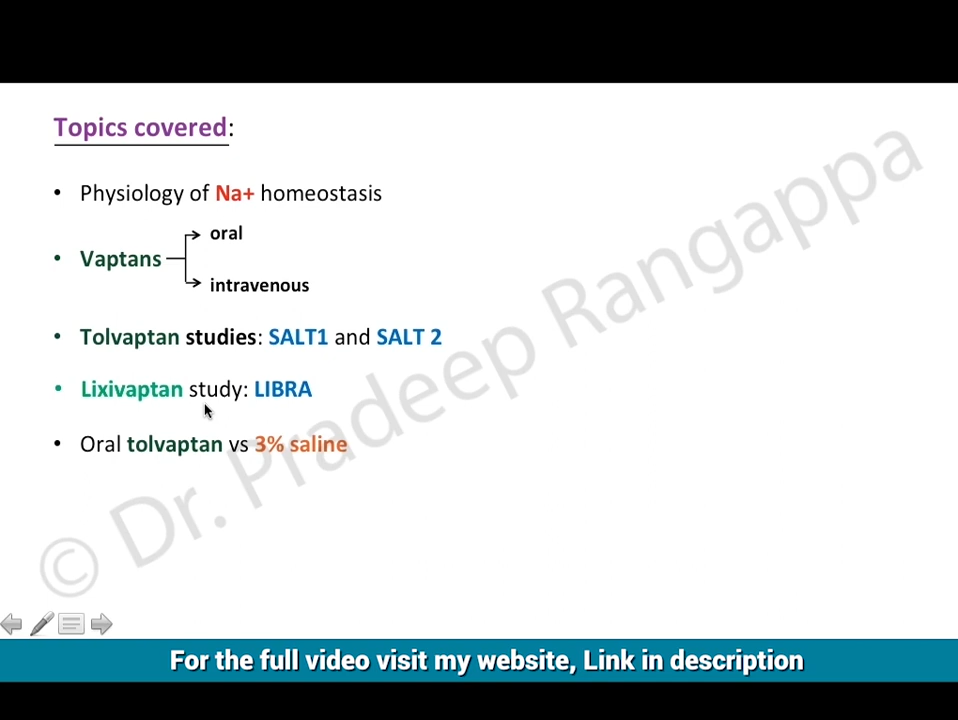 Topics covered:
• Physiology of Na+ homeostasis
oral
• Vaptans
intravenous
• Tolvaptan studies: SALT1 and SALT 2
• Lixivaptan study: LIBRA
• Oral tolvaptan vs 3% saline
© Dr. Pradeep Rangappa
For the full video visit my website, Link in description